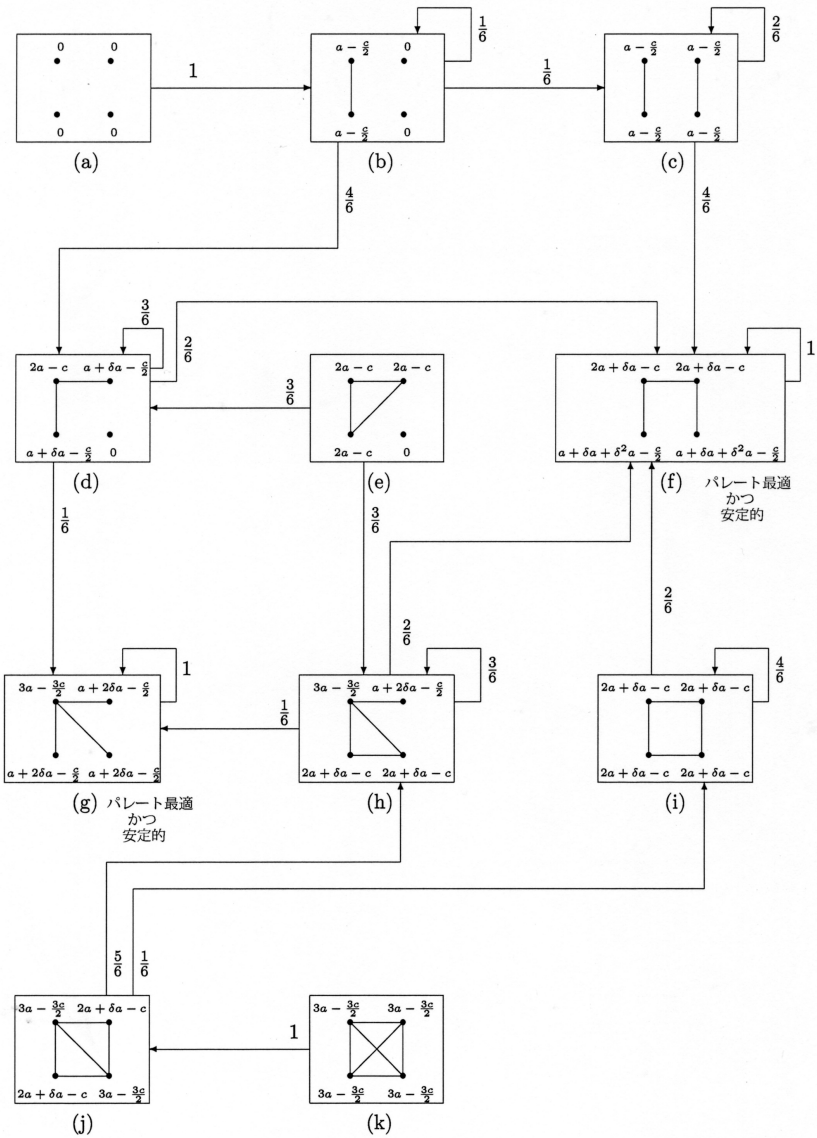 0 0
0 0
(a)
1
a − c/2 0
a − c/2 0
(b)
1/6
1/6
a − c/2 a − c/2
a − c/2 a − c/2
(c)
2/6
4/6
4/6
2a − c a + δa − c/2
a + δa − c/2 0
(d)
3/6
2/6
3/6
2a − c 2a − c
2a − c 0
(e)
2a + δa − c 2a + δa − c
a + δa + δ²a − c/2 a + δa + δ²a − c/2
(f)
1
パレート最適
かつ
安定的
1/6
3/6
2/6
2/6
3a − 3c/2 a + 2δa − c/2
a + 2δa − c/2 a + 2δa − c/2
(g)
1
パレート最適
かつ
安定的
1/6
3a − 3c/2 a + 2δa − c/2
2a + δa − c 2a + δa − c
(h)
3/6
2a + δa − c 2a + δa − c
2a + δa − c 2a + δa − c
(i)
4/6
5/6 1/6
3a − 3c/2 2a + δa − c
2a + δa − c 3a − 3c/2
(j)
1
3a − 3c/2 3a − 3c/2
3a − 3c/2 3a − 3c/2
(k)